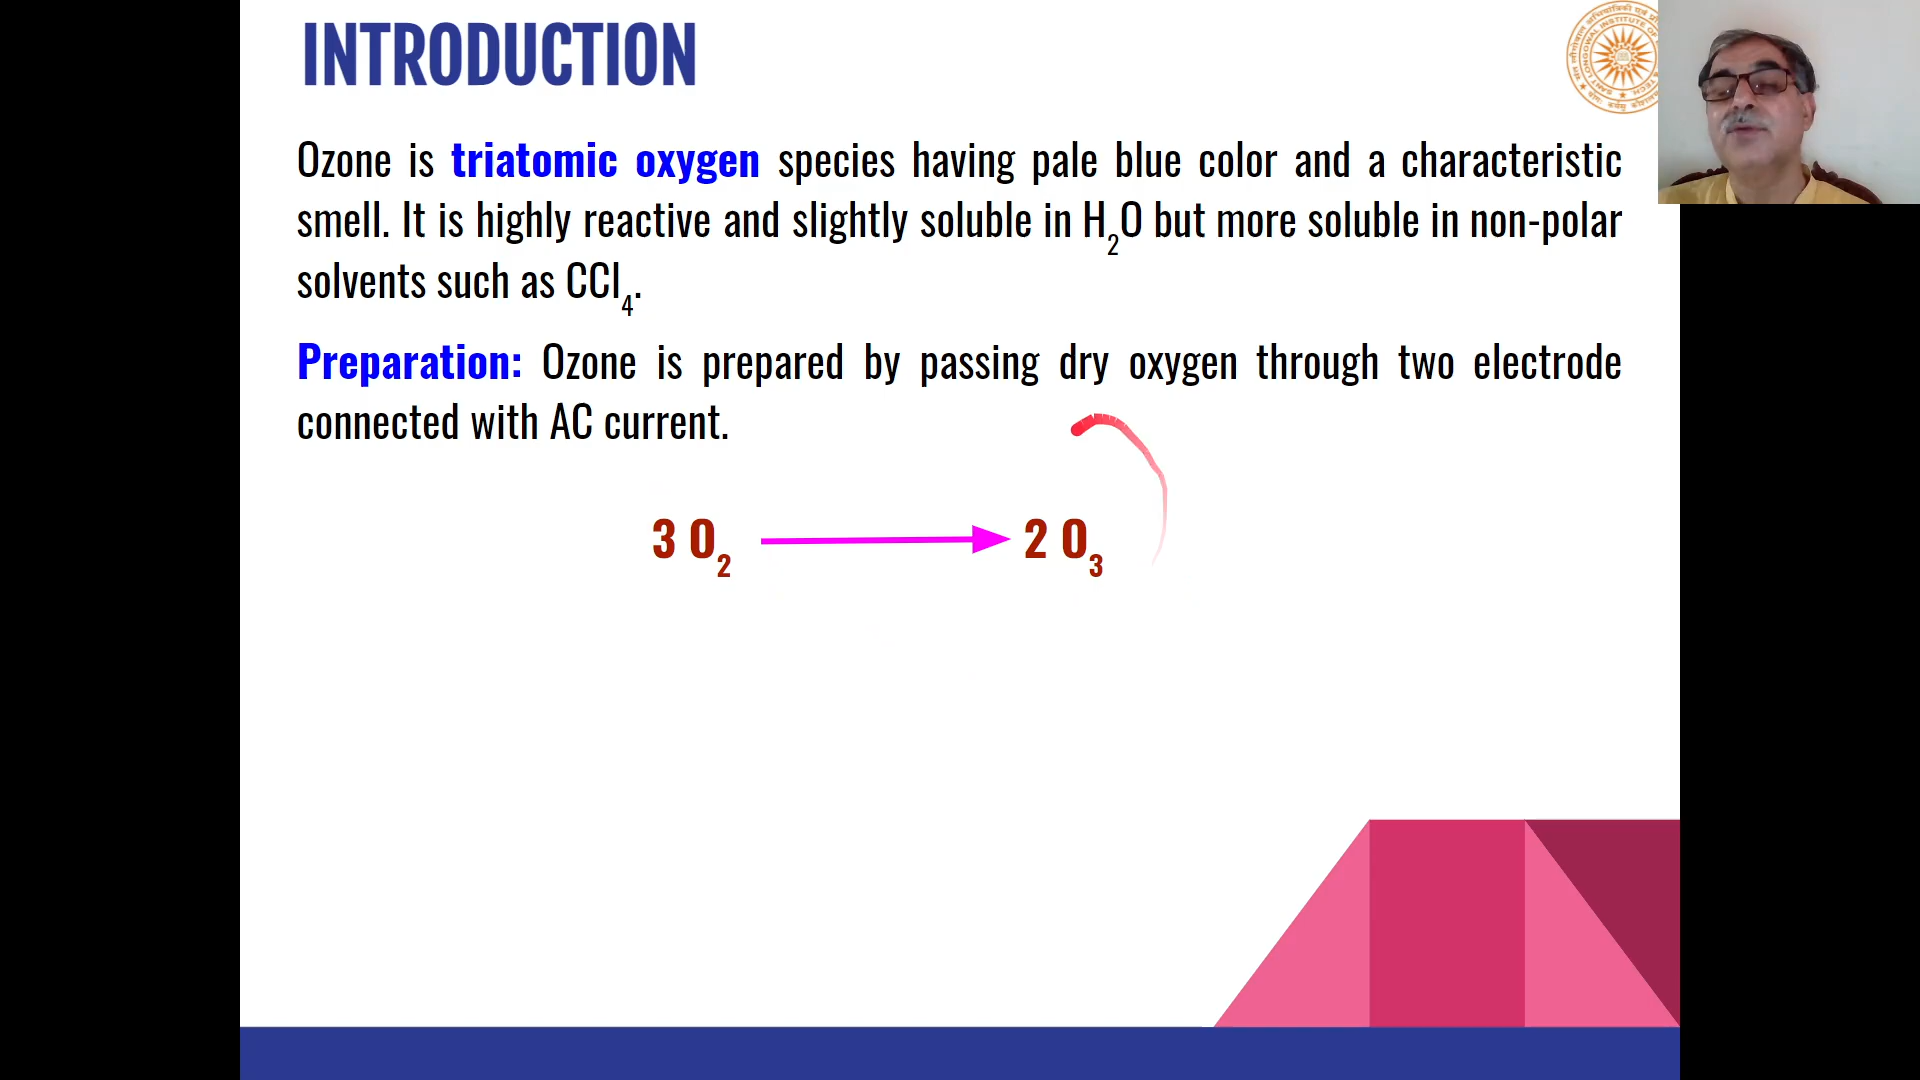 INTRODUCTION
Ozone is triatomic oxygen species having pale blue color and a characteristic
smell. It is highly reactive and slightly soluble in H₂O but more soluble in non-polar
solvents such as CCl₄.
Preparation: Ozone is prepared by passing dry oxygen through two electrode
connected with AC current.
3 O₂ 2 O₃